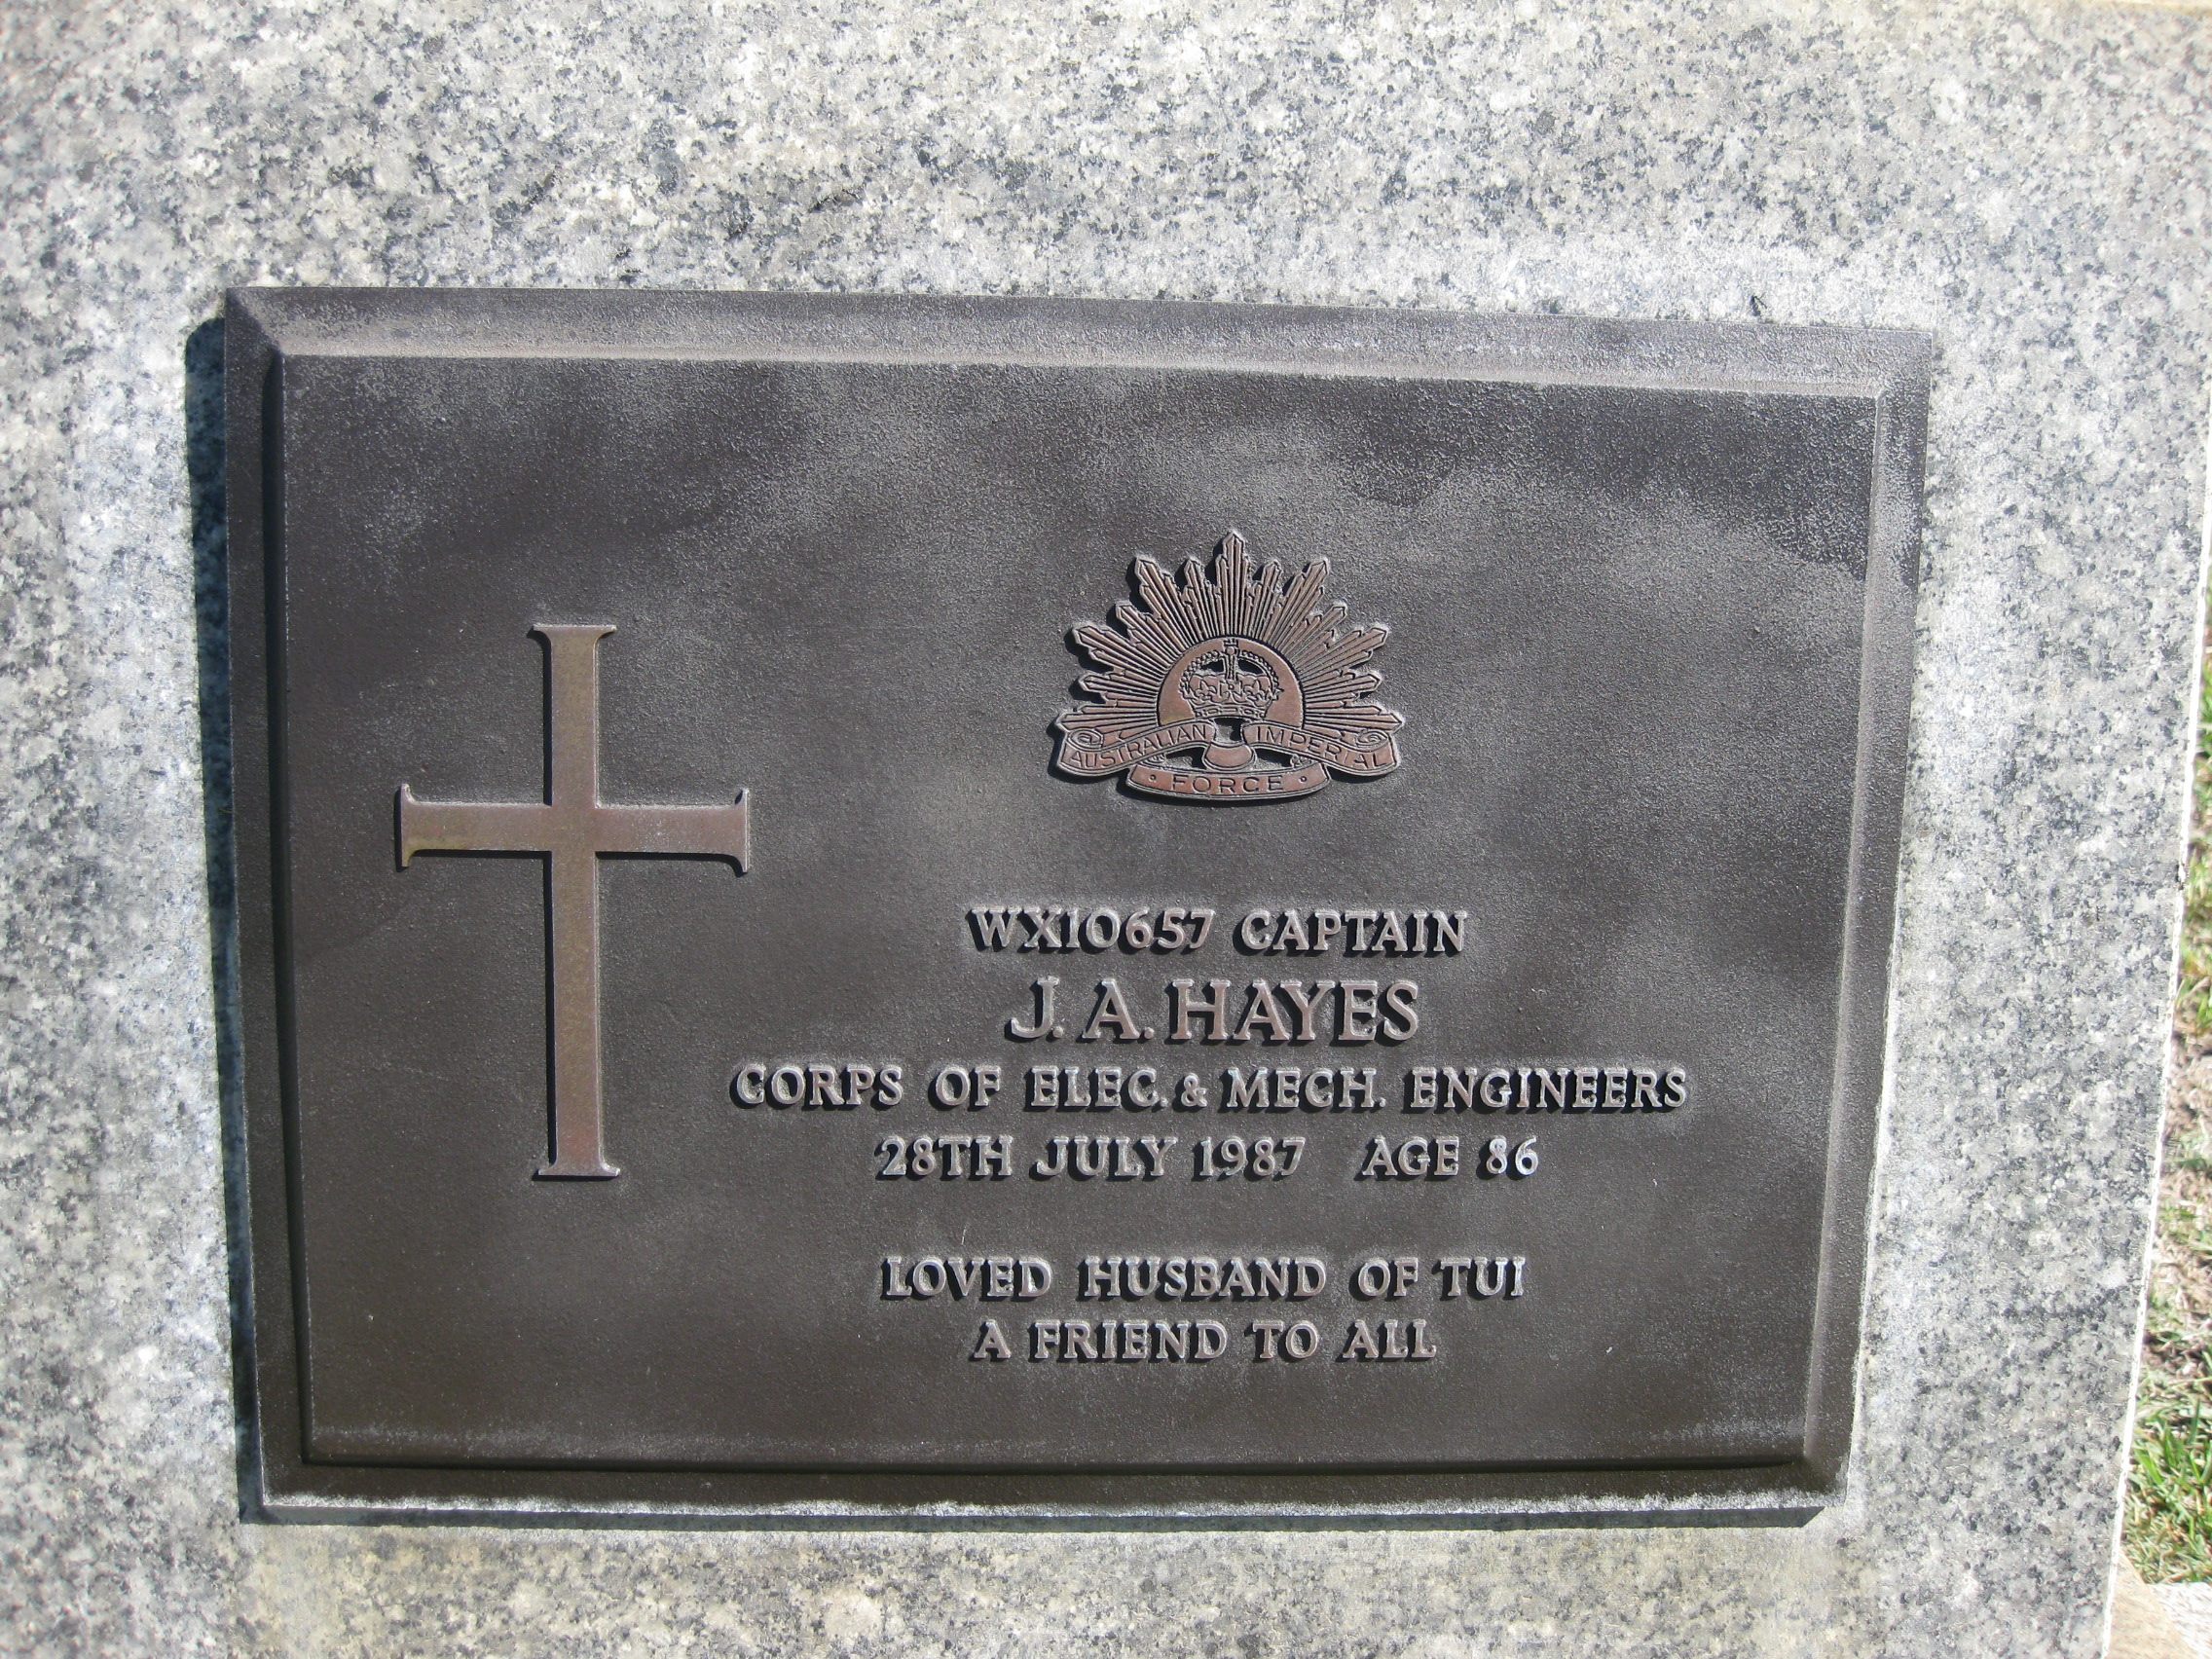 AUSTRALIAN IMPERIAL
FORCE
WX10657 CAPTAIN
J. A. HAYES
CORPS OF ELEC. & MECH. ENGINEERS
28TH JULY 1987 AGE 86
LOVED HUSBAND OF TUI
A FRIEND TO ALL